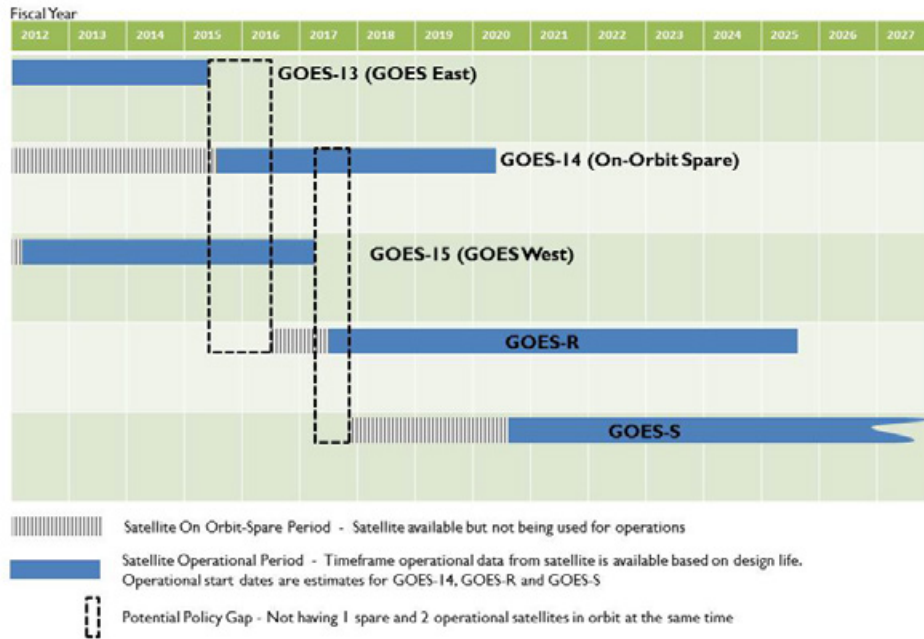 Fiscal Year
2012 2013 2014 2015 2016 2017 2018 2019 2020 2021 2022 2023 2024 2025 2026 2027
GOES-13 (GOES East)
GOES-14 (On-Orbit Spare)
GOES-15 (GOES West)
GOES-R
GOES-S
Satellite On Orbit-Spare Period - Satellite available but not being used for operations
Satellite Operational Period - Timeframe operational data from satellite is available based on design life.
Operational start dates are estimates for GOES-14, GOES-R and GOES-S
Potential Policy Gap - Not having 1 spare and 2 operational satellites in orbit at the same time